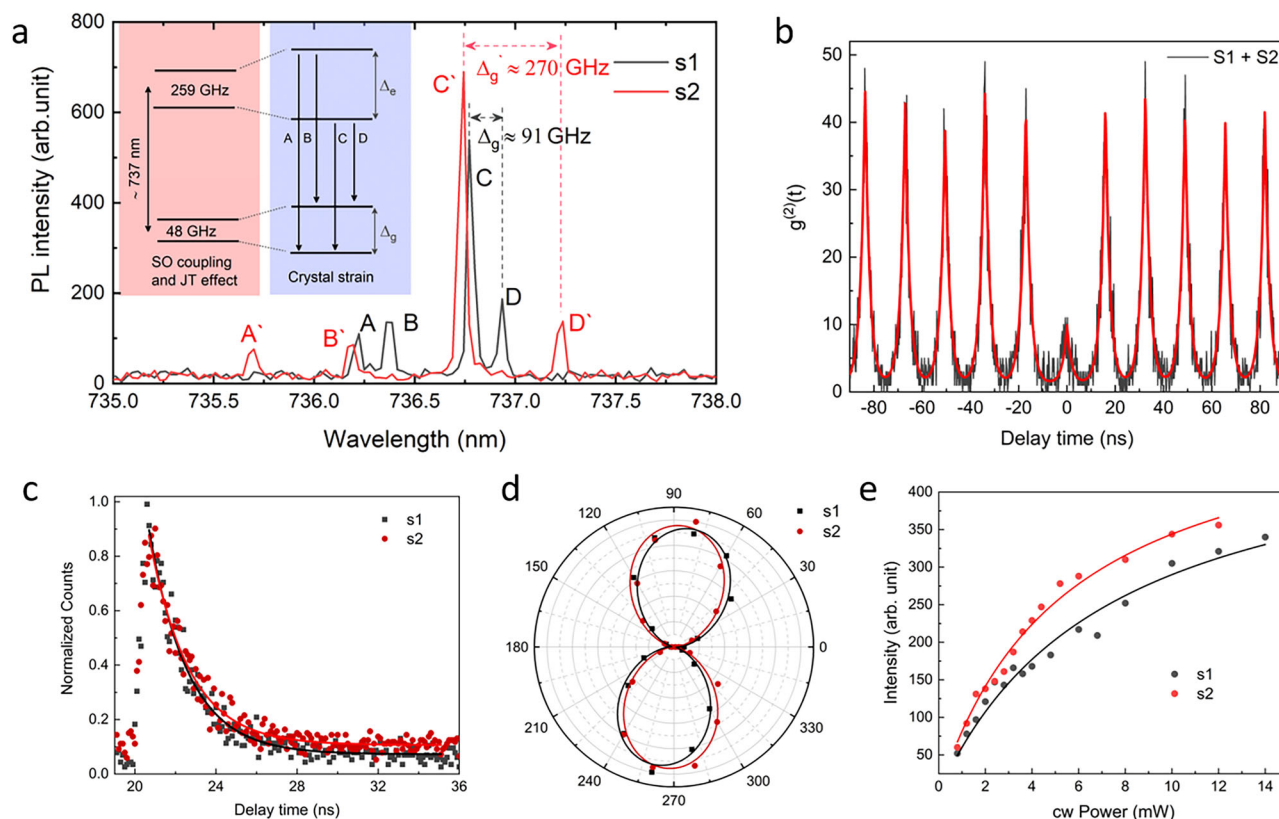 a
PL intensity (arb.unit)
800
600
400
200
0
735.0 735.5 736.0 736.5 737.0 737.5 738.0
Wavelength (nm)
259 GHz
~ 737 nm
48 GHz
SO coupling
and JT effect
A B C D
Δe
Δg
Crystal strain
Δg` ≈ 270 GHz
Δg ≈ 91 GHz
s1
s2
A`
B`
A
B
C`
C
D
D`
b
S1 + S2
g(2)(t)
50
40
30
20
10
0
-80 -60 -40 -20 0 20 40 60 80
Delay time (ns)
c
s1
s2
Normalized Counts
1.0
0.8
0.6
0.4
0.2
0.0
20 24 28 32 36
Delay time (ns)
d
s1
s2
90
60
30
0
330
300
270
240
210
180
150
120
e
Intensity (arb. unit)
400
350
300
250
200
150
100
50
s1
s2
0 2 4 6 8 10 12 14
cw Power (mW)